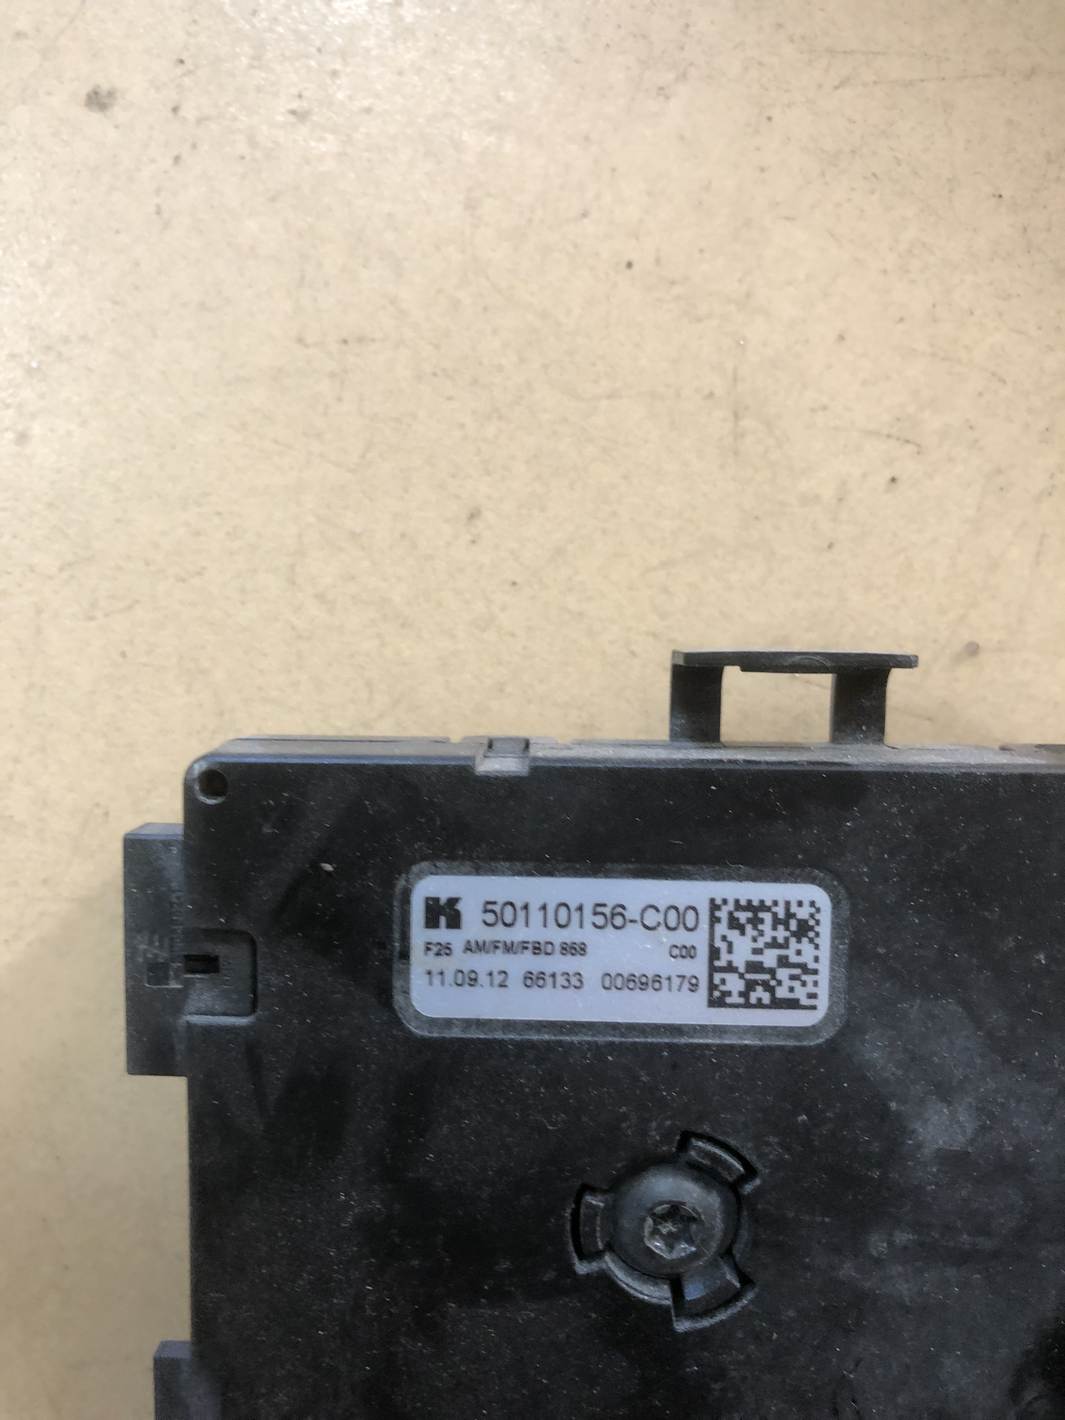 K 50110156-C00
F25 AM/FM/FBD 868 C00
11.09.12 66133 00696179